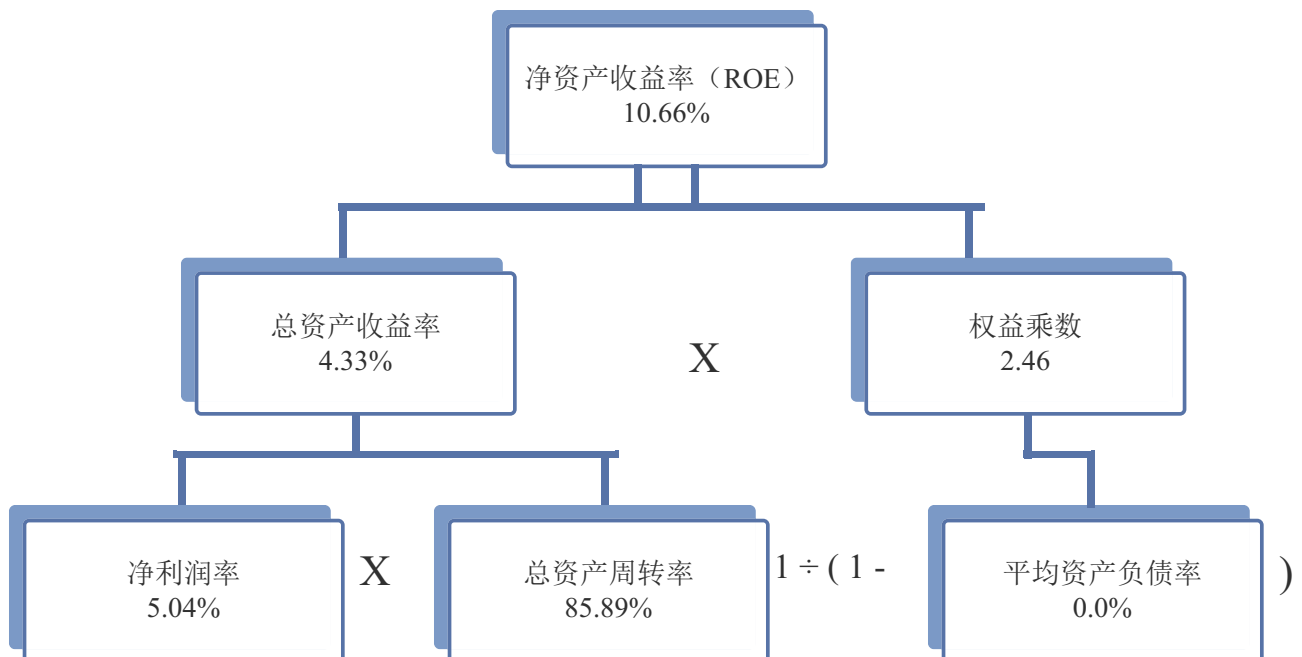 净资产收益率（ROE）
10.66%
总资产收益率
4.33%
X
权益乘数
2.46
净利润率
5.04%
X
总资产周转率
85.89%
1 ÷ ( 1 -
平均资产负债率
0.0%
)